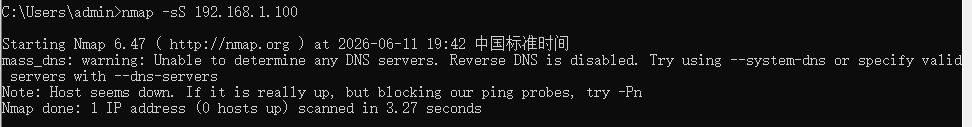 C:\Users\admin>nmap -sS 192.168.1.100
Starting Nmap 6.47 ( http://nmap.org ) at 2026-06-11 19:42 中国标准时间
mass_dns: warning: Unable to determine any DNS servers. Reverse DNS is disabled. Try using --system-dns or specify valid
 servers with --dns-servers
Note: Host seems down. If it is really up, but blocking our ping probes, try -Pn
Nmap done: 1 IP address (0 hosts up) scanned in 3.27 seconds